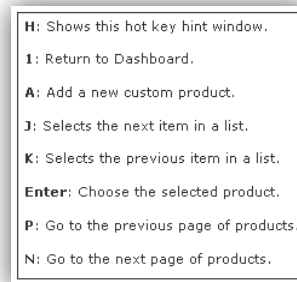 H: Shows this hot key hint window.
1: Return to Dashboard.
A: Add a new custom product.
J: Selects the next item in a list.
K: Selects the previous item in a list.
Enter: Choose the selected product.
P: Go to the previous page of products.
N: Go to the next page of products.